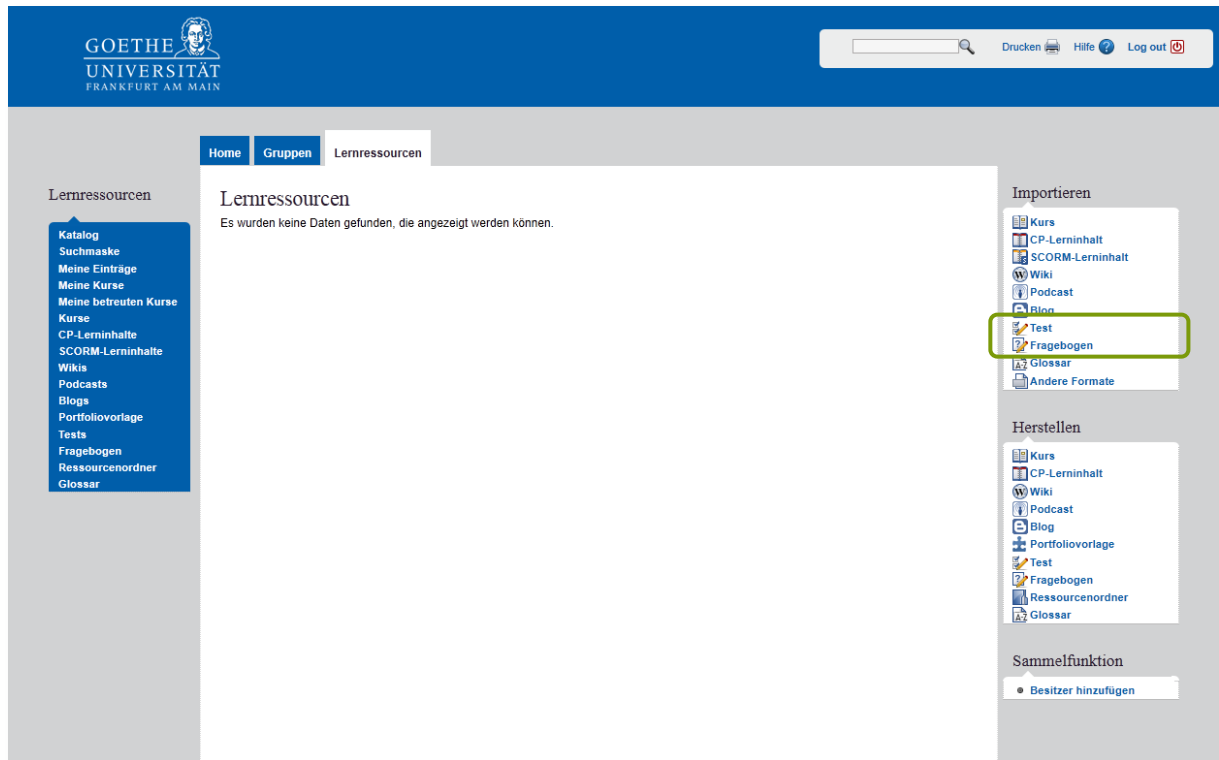 GOETHE
UNIVERSITÄT
FRANKFURT AM MAIN
Drucken Hilfe Log out
Home Gruppen Lernressourcen
Lernressourcen
Katalog
Suchmaske
Meine Einträge
Meine Kurse
Meine betreuten Kurse
Kurse
CP-Lerninhalte
SCORM-Lerninhalte
Wikis
Podcasts
Blogs
Portfoliovorlage
Tests
Fragebogen
Ressourcenordner
Glossar
Lernressourcen
Es wurden keine Daten gefunden, die angezeigt werden können.
Importieren
Kurs
CP-Lerninhalt
SCORM-Lerninhalt
Wiki
Podcast
Blog
Test
Fragebogen
Glossar
Andere Formate
Herstellen
Kurs
CP-Lerninhalt
Wiki
Podcast
Blog
Portfoliovorlage
Test
Fragebogen
Ressourcenordner
Glossar
Sammelfunktion
Besitzer hinzufügen